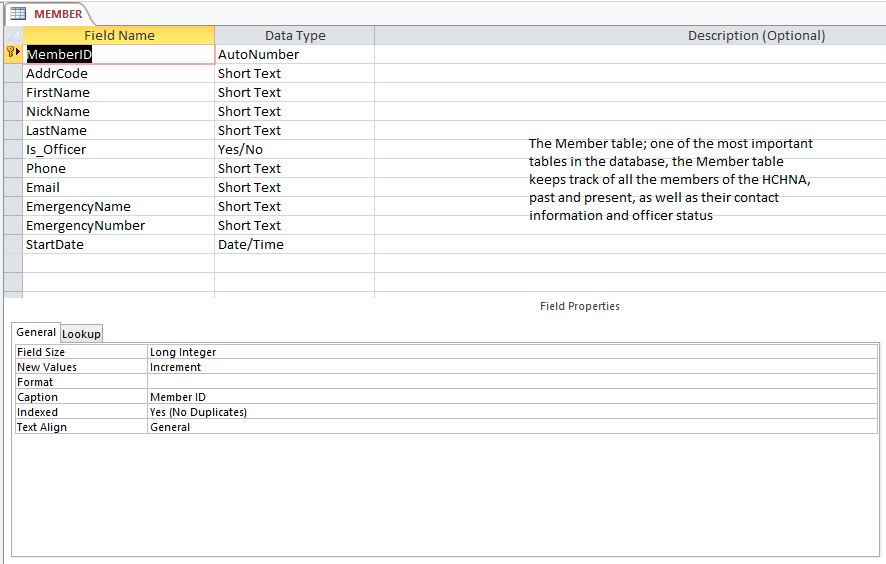 MEMBER
Field Name Data Type Description (Optional)
MemberID AutoNumber
AddrCode Short Text
FirstName Short Text
NickName Short Text
LastName Short Text
Is_Officer Yes/No
Phone Short Text
Email Short Text
EmergencyName Short Text
EmergencyNumber Short Text
StartDate Date/Time
The Member table; one of the most important
tables in the database, the Member table
keeps track of all the members of the HCHNA,
past and present, as well as their contact
information and officer status
Field Properties
General Lookup
Field Size Long Integer
New Values Increment
Format
Caption Member ID
Indexed Yes (No Duplicates)
Text Align General